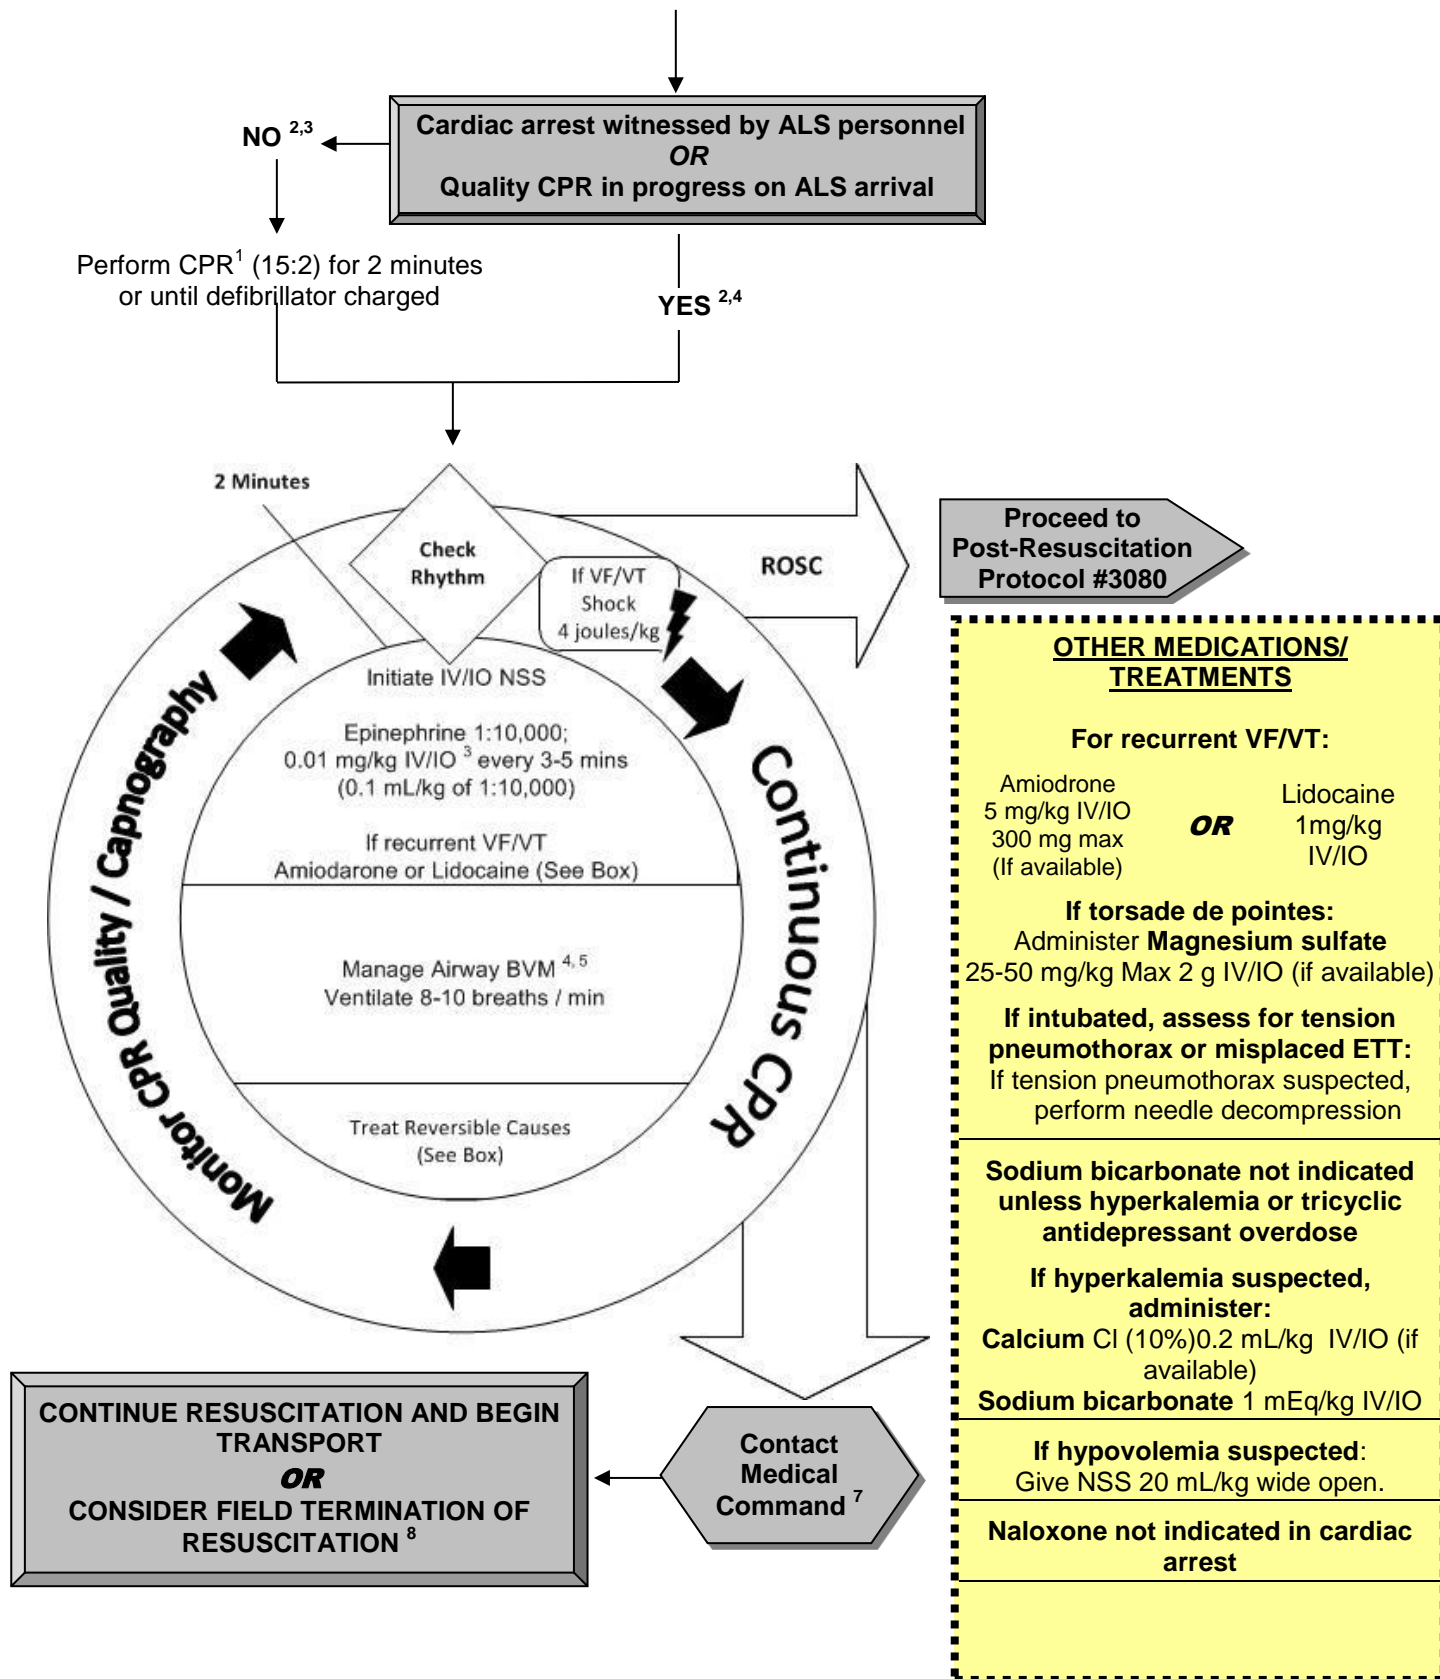 Cardiac arrest witnessed by ALS personnel
OR
Quality CPR in progress on ALS arrival
NO 2,3
Perform CPR1 (15:2) for 2 minutes
or until defibrillator charged
YES 2,4
2 Minutes
Check
Rhythm
If VF/VT
Shock
4 joules/kg
ROSC
Proceed to
Post-Resuscitation
Protocol #3080
Initiate IV/IO NSS
Epinephrine 1:10,000;
0.01 mg/kg IV/IO 3 every 3-5 mins
(0.1 mL/kg of 1:10,000)
If recurrent VF/VT
Amiodarone or Lidocaine (See Box)
Manage Airway BVM 4, 5
Ventilate 8-10 breaths / min
Treat Reversible Causes
(See Box)
Continuous CPR
Monitor CPR Quality / Capnography
Contact
Medical
Command 7
CONTINUE RESUSCITATION AND BEGIN
TRANSPORT
OR
CONSIDER FIELD TERMINATION OF
RESUSCITATION 8
OTHER MEDICATIONS/
TREATMENTS
For recurrent VF/VT:
Amiodrone
5 mg/kg IV/IO
300 mg max
(If available)
OR
Lidocaine
1mg/kg
IV/IO
If torsade de pointes:
Administer Magnesium sulfate
25-50 mg/kg Max 2 g IV/IO (if available)
If intubated, assess for tension
pneumothorax or misplaced ETT:
If tension pneumothorax suspected,
perform needle decompression
Sodium bicarbonate not indicated
unless hyperkalemia or tricyclic
antidepressant overdose
If hyperkalemia suspected,
administer:
Calcium Cl (10%)0.2 mL/kg IV/IO (if
available)
Sodium bicarbonate 1 mEq/kg IV/IO
If hypovolemia suspected:
Give NSS 20 mL/kg wide open.
Naloxone not indicated in cardiac
arrest